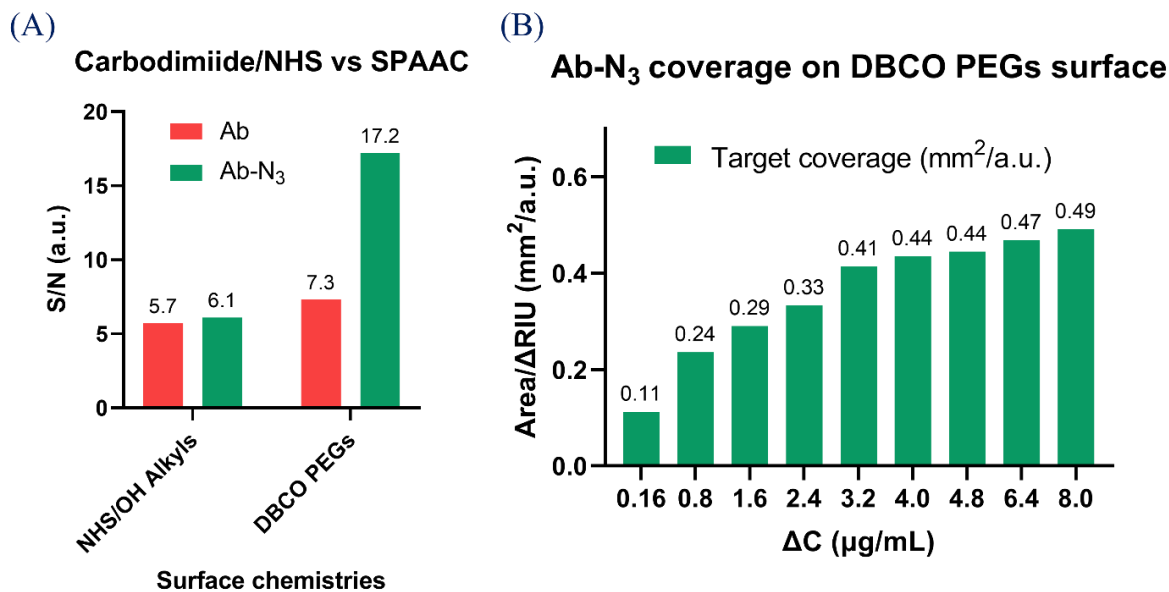 (A)
Carbodimiide/NHS vs SPAAC
S/N (a.u.)
20
15
10
5
0
Ab
Ab-N₃
5.7
6.1
7.3
17.2
NHS/OH Alkyls
DBCO PEGs
Surface chemistries
(B)
Ab-N₃ coverage on DBCO PEGs surface
Area/ΔRIU (mm²/a.u.)
0.6
0.4
0.2
0.0
Target coverage (mm²/a.u.)
0.11
0.24
0.29
0.33
0.41
0.44
0.44
0.47
0.49
0.16 0.8 1.6 2.4 3.2 4.0 4.8 6.4 8.0
ΔC (μg/mL)